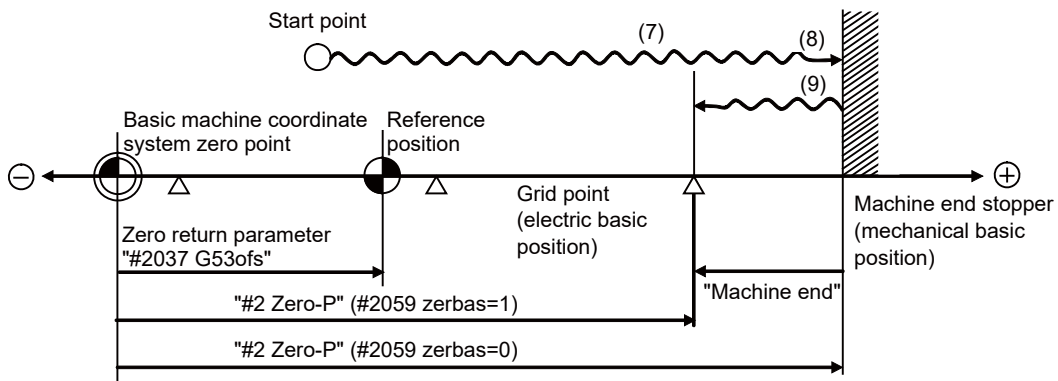 Start point
(7)
(8)
(9)
Basic machine coordinate
system zero point
Reference
position
−
+
Grid point
(electric basic
position)
Machine end stopper
(mechanical basic
position)
Zero return parameter
"#2037 G53ofs"
"Machine end"
"#2 Zero-P" (#2059 zerbas=1)
"#2 Zero-P" (#2059 zerbas=0)